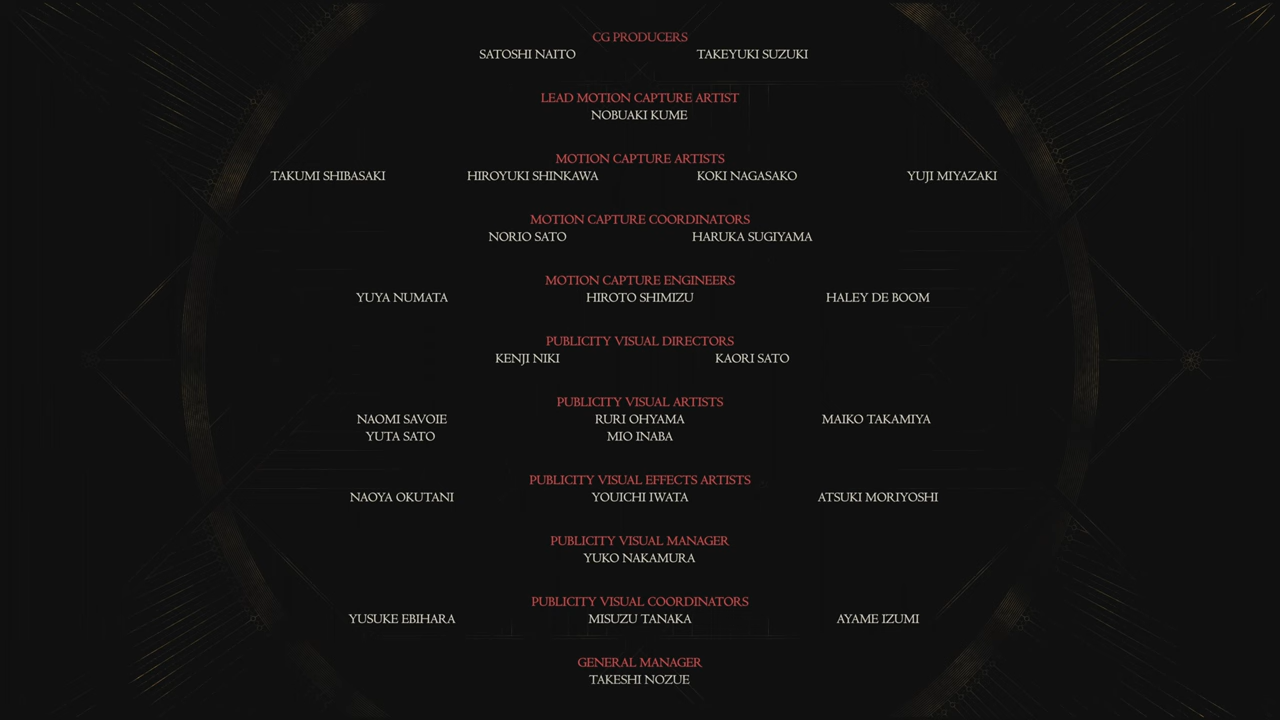 CG PRODUCERS
SATOSHI NAITO TAKEYUKI SUZUKI
LEAD MOTION CAPTURE ARTIST
NOBUAKI KUME
MOTION CAPTURE ARTISTS
TAKUMI SHIBASAKI HIROYUKI SHINKAWA KOKI NAGASAKO YUJI MIYAZAKI
MOTION CAPTURE COORDINATORS
NORIO SATO HARUKA SUGIYAMA
MOTION CAPTURE ENGINEERS
YUYA NUMATA HIROTO SHIMIZU HALEY DE BOOM
PUBLICITY VISUAL DIRECTORS
KENJI NIKI KAORI SATO
PUBLICITY VISUAL ARTISTS
NAOMI SAVOIE RURI OHYAMA MAIKO TAKAMIYA
YUTA SATO MIO INABA
PUBLICITY VISUAL EFFECTS ARTISTS
NAOYA OKUTANI YOUICHI IWATA ATSUKI MORIYOSHI
PUBLICITY VISUAL MANAGER
YUKO NAKAMURA
PUBLICITY VISUAL COORDINATORS
YUSUKE EBIHARA MISUZU TANAKA AYAME IZUMI
GENERAL MANAGER
TAKESHI NOZUE